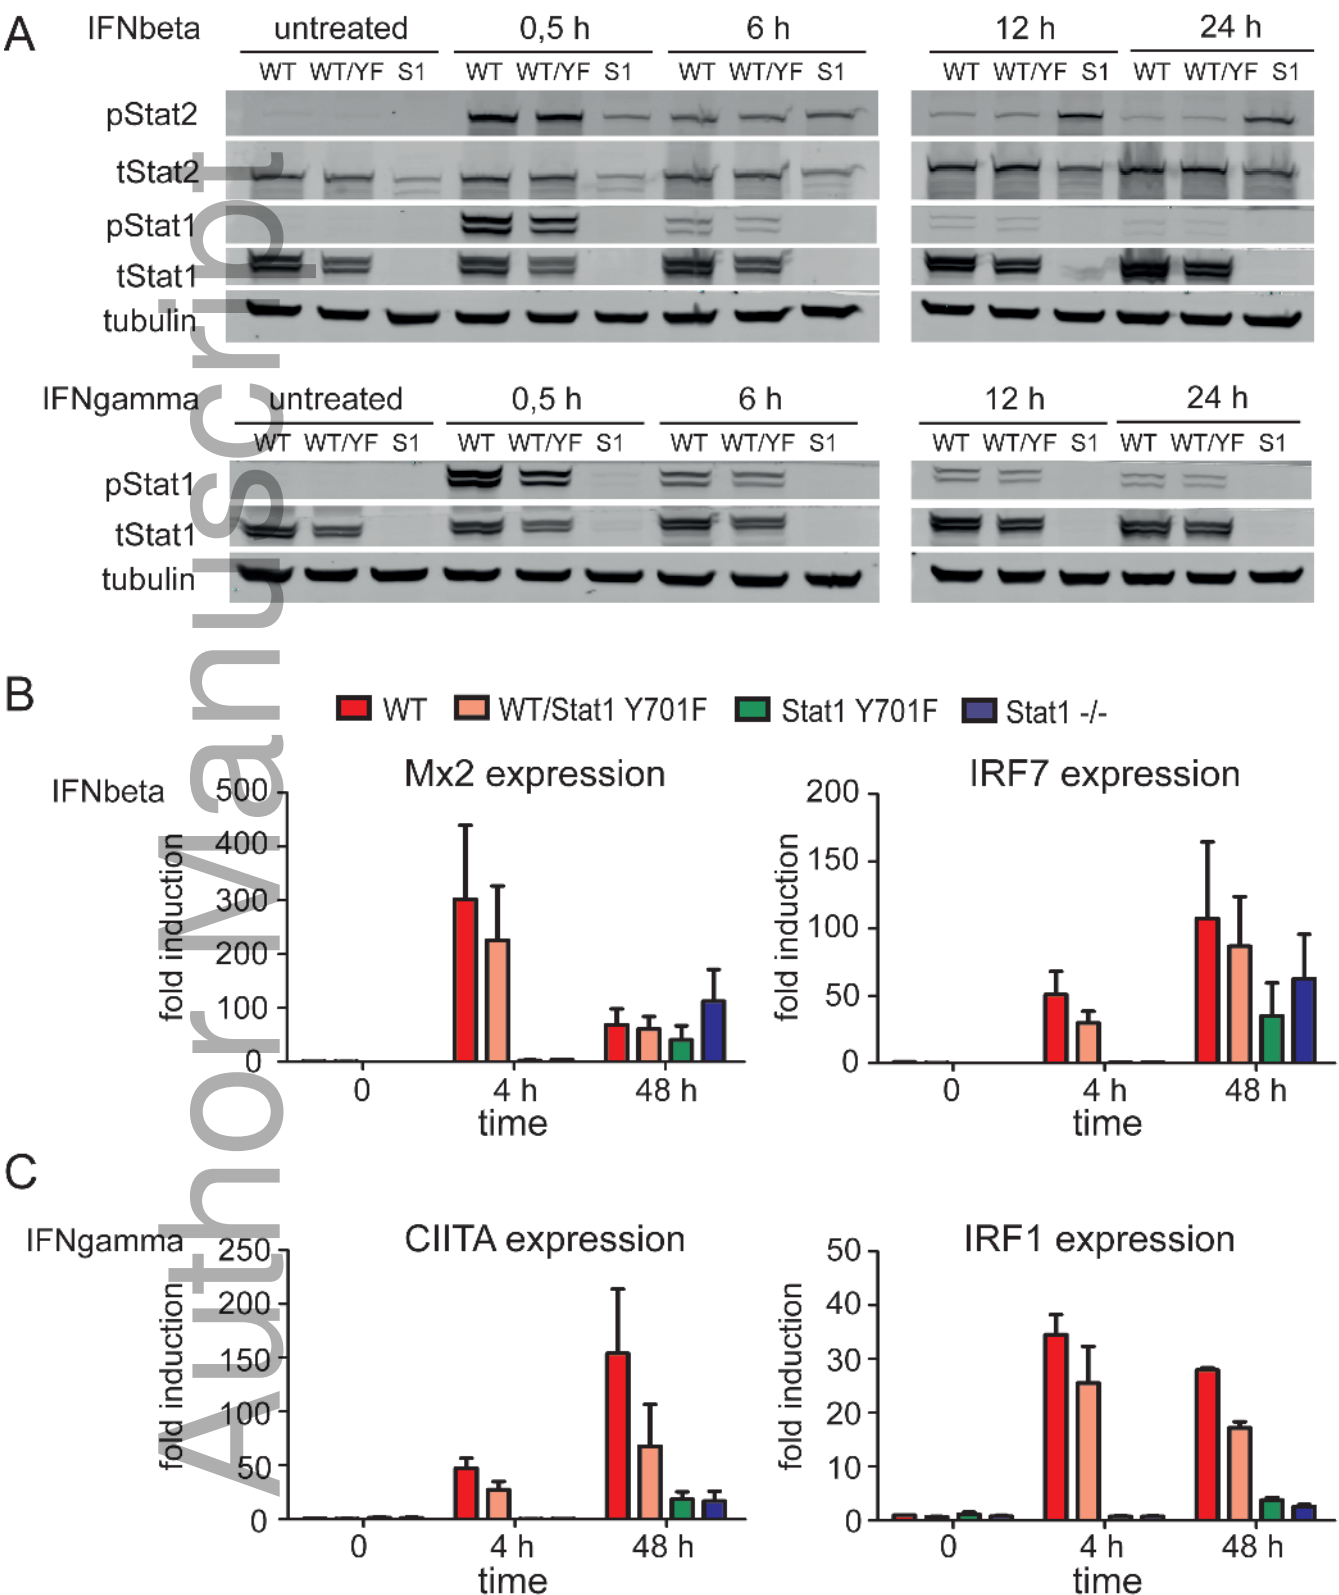 A
IFNbeta untreated 0,5 h 6 h 12 h 24 h
WT WT/YF S1 WT WT/YF S1 WT WT/YF S1 WT WT/YF S1 WT WT/YF S1
pStat2
tStat2
pStat1
tStat1
tubulin
IFNgamma untreated 0,5 h 6 h 12 h 24 h
WT WT/YF S1 WT WT/YF S1 WT WT/YF S1 WT WT/YF S1 WT WT/YF S1
pStat1
tStat1
tubulin
Author Manuscript
B
WT WT/Stat1 Y701F Stat1 Y701F Stat1 -/-
IFNbeta
Mx2 expression
fold induction
500
400
300
200
100
0
0 4 h 48 h
time
IRF7 expression
fold induction
200
150
100
50
0
0 4 h 48 h
time
C
IFNgamma
CIITA expression
fold induction
250
200
150
100
50
0
0 4 h 48 h
time
IRF1 expression
fold induction
50
40
30
20
10
0
0 4 h 48 h
time